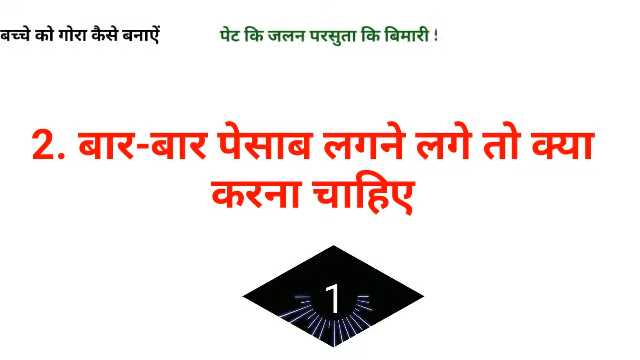 बच्चे को गोरा कैसे बनाऐं
पेट कि जलन परसुता कि बिमारी
2. बार-बार पेसाब लगने लगे तो क्या
करना चाहिए
1